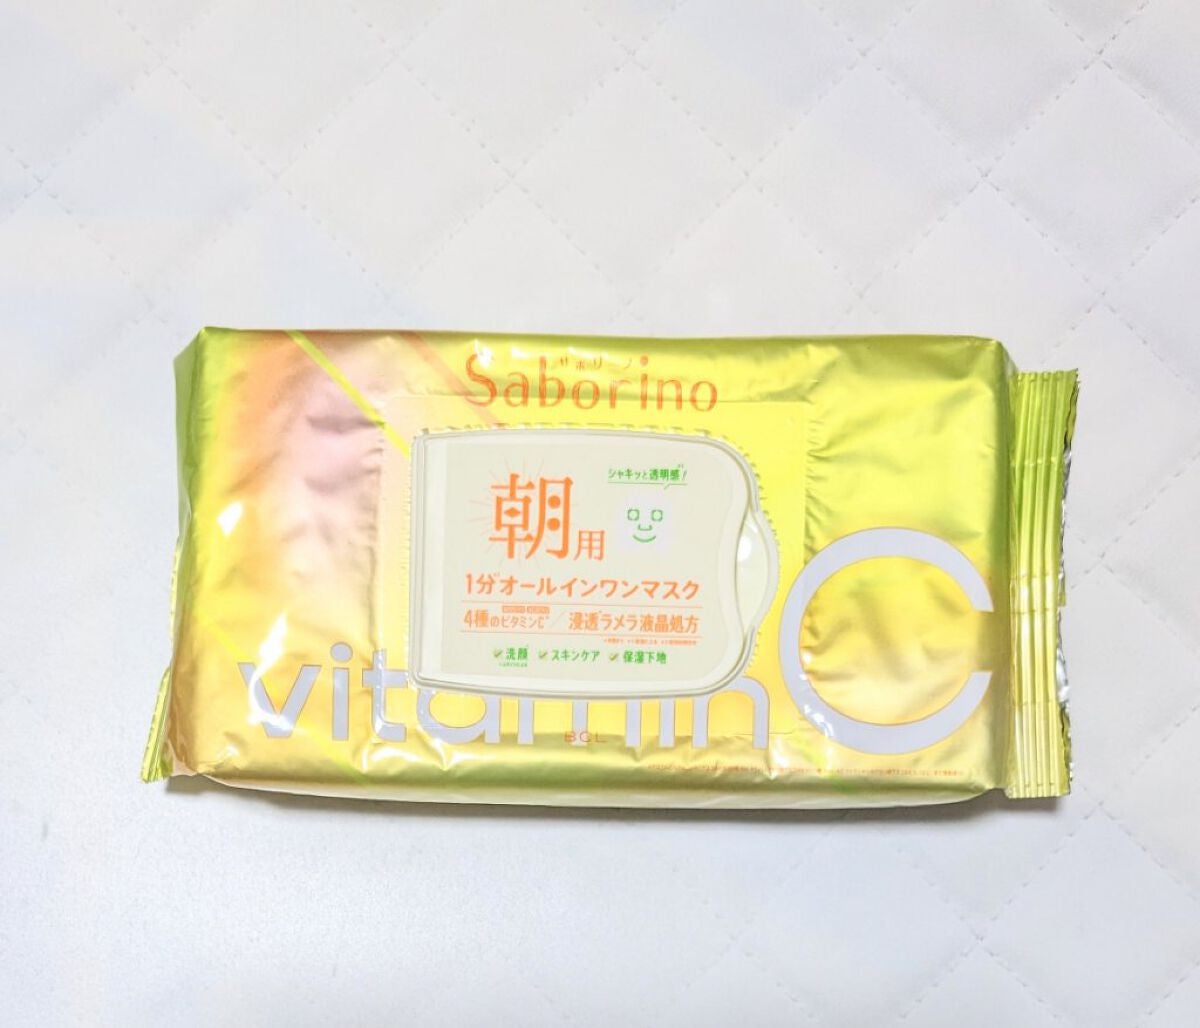 サボリーノ
Saborino
シャキッと透明感!
朝用
1分オールインワンマスク
4種のビタミンC / 浸透ラメラ液晶処方
洗顔 スキンケア 保湿下地
vitaminC
BCL